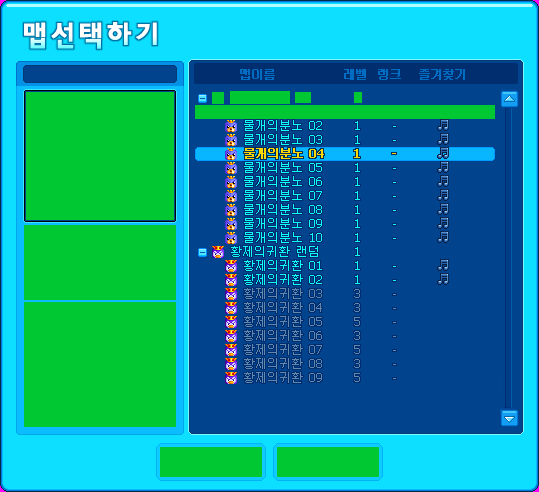 맵선택하기
맵이름 레벨 링크 즐겨찾기
물개의분노 02 1 -
물개의분노 03 1 -
물개의분노 04 1 -
물개의분노 05 1 -
물개의분노 06 1 -
물개의분노 07 1 -
물개의분노 08 1 -
물개의분노 09 1 -
물개의분노 10 1 -
황제의귀환 랜덤 1
황제의귀환 01 1 -
황제의귀환 02 1 -
황제의귀환 03 3 -
황제의귀환 04 3 -
황제의귀환 05 5 -
황제의귀환 06 3 -
황제의귀환 07 5 -
황제의귀환 08 3 -
황제의귀환 09 5 -